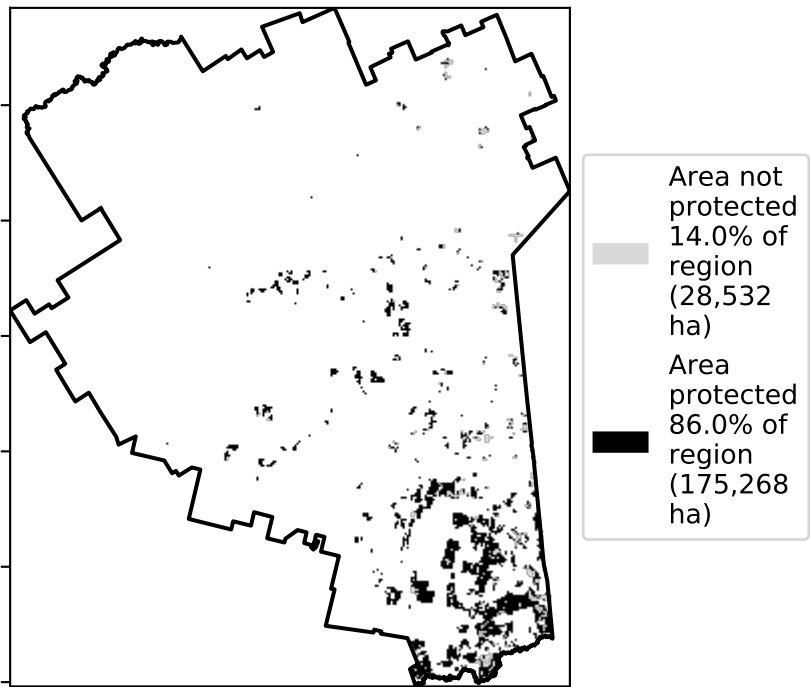 Area not
protected
14.0% of
region
(28,532
ha)
Area
protected
86.0% of
region
(175,268
ha)